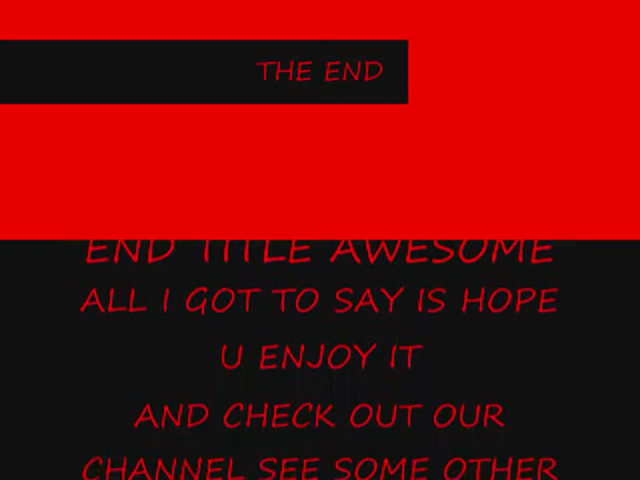 THE END
END TITLE AWESOME
ALL I GOT TO SAY IS HOPE
U ENJOY IT
AND CHECK OUT OUR
CHANNEL SEE SOME OTHER